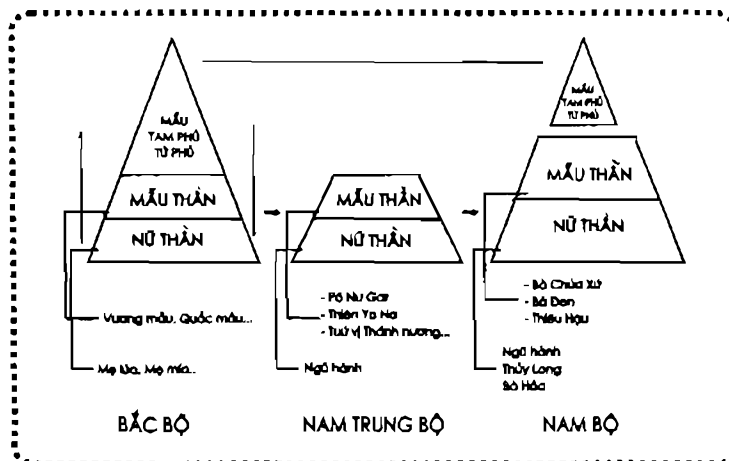 MẪU
TAM PHỦ
TỨ PHỦ
MẪU THẦN
NỮ THẦN
- Vương mẫu, Quốc mẫu...
Mẹ lúa, Mẹ mía..
BẮC BỘ
MẪU THẦN
NỮ THẦN
- Pô Nư Gar
- Thiên Ya Na
- Tuứ vị Thánh nương...
Ngũ hành
NAM TRUNG BỘ
MẪU
TAM PHỦ
TỨ PHỦ
MẪU THẦN
NỮ THẦN
- Bà Chúa Xứ
- Bà Đen
- Thiên Hậu
Ngũ hành
Thủy Long
Bà Hỏa
NAM BỘ